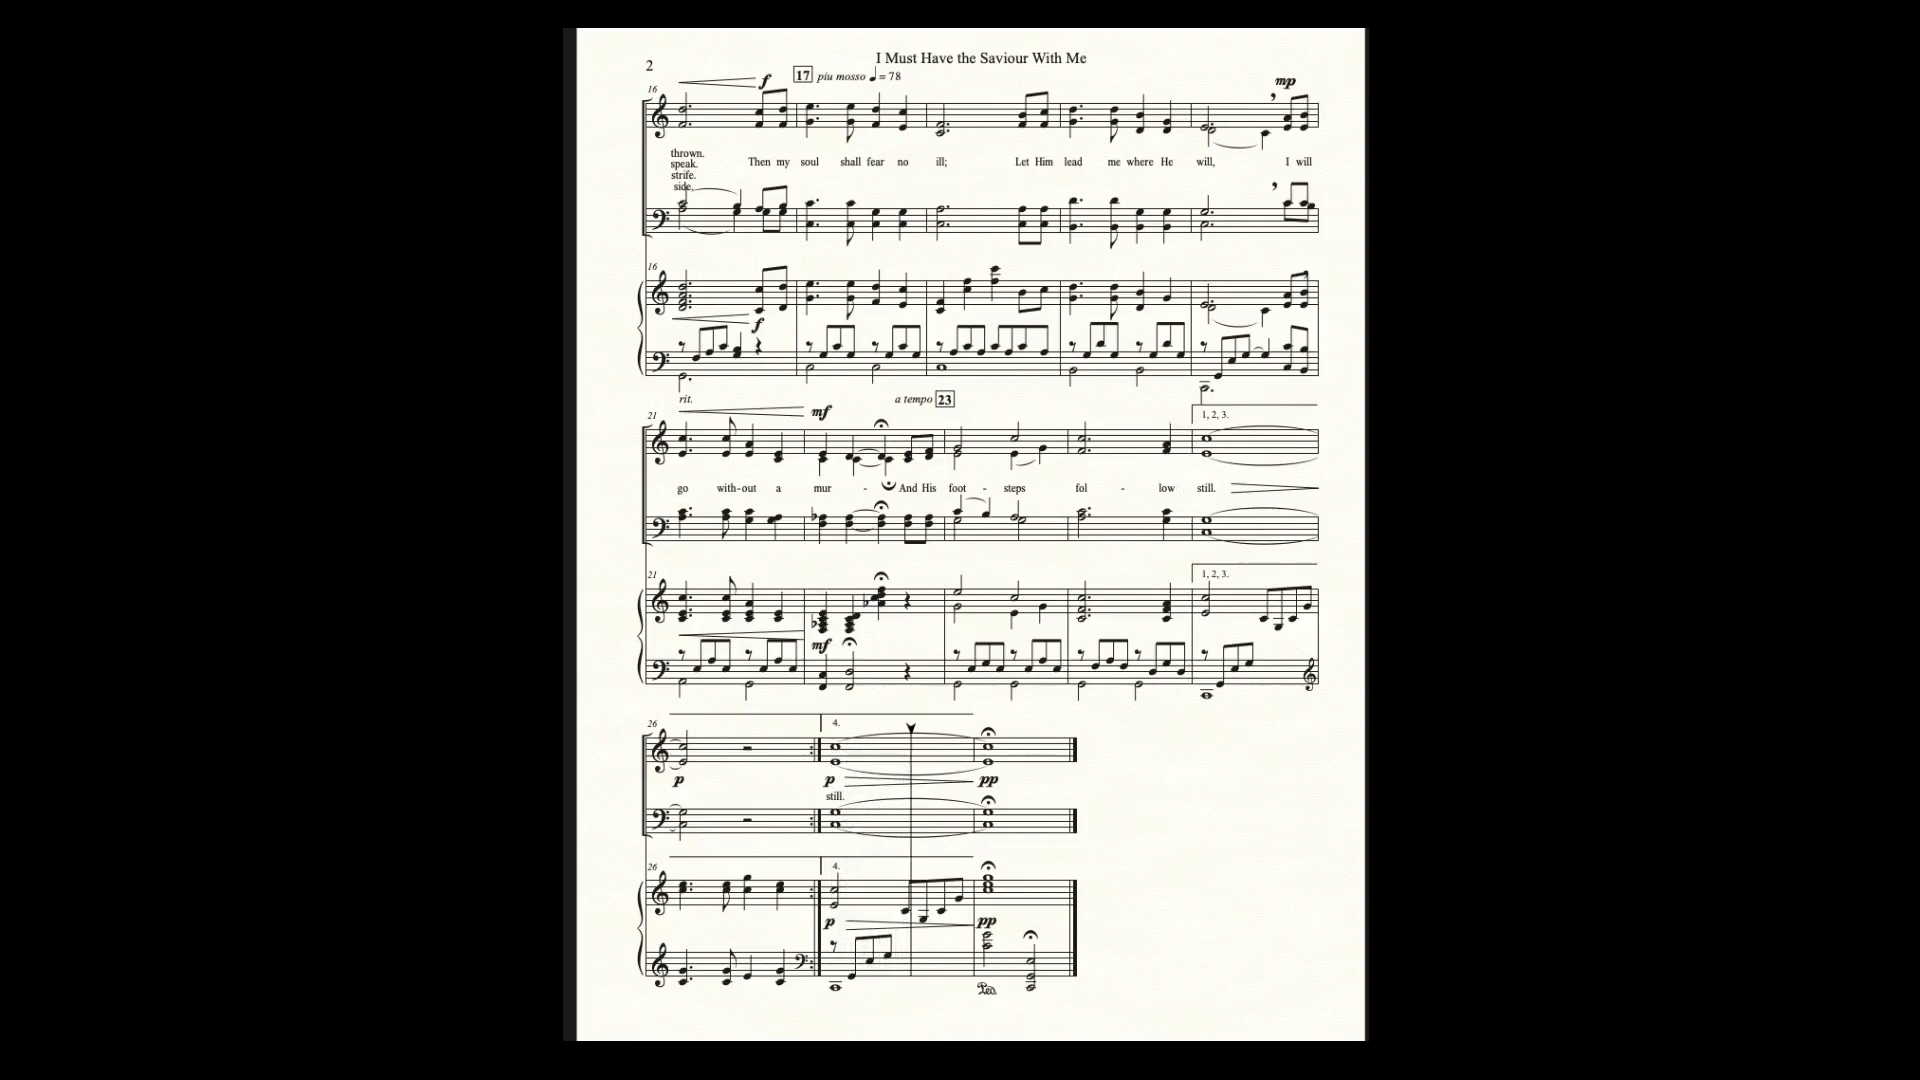 2
I Must Have the Saviour With Me
f 17 piu mosso ♩= 78 mp
16
thrown.
speak. Then my soul shall fear no ill; Let Him lead me where He will, I will
strife.
side.
16
f
rit. mf a tempo 23
21 1, 2, 3.
go with-out a mur - And His foot - steps fol - low still.
21 1, 2, 3.
mf
26 4.
p p pp
still.
26 4.
p pp
Ped.